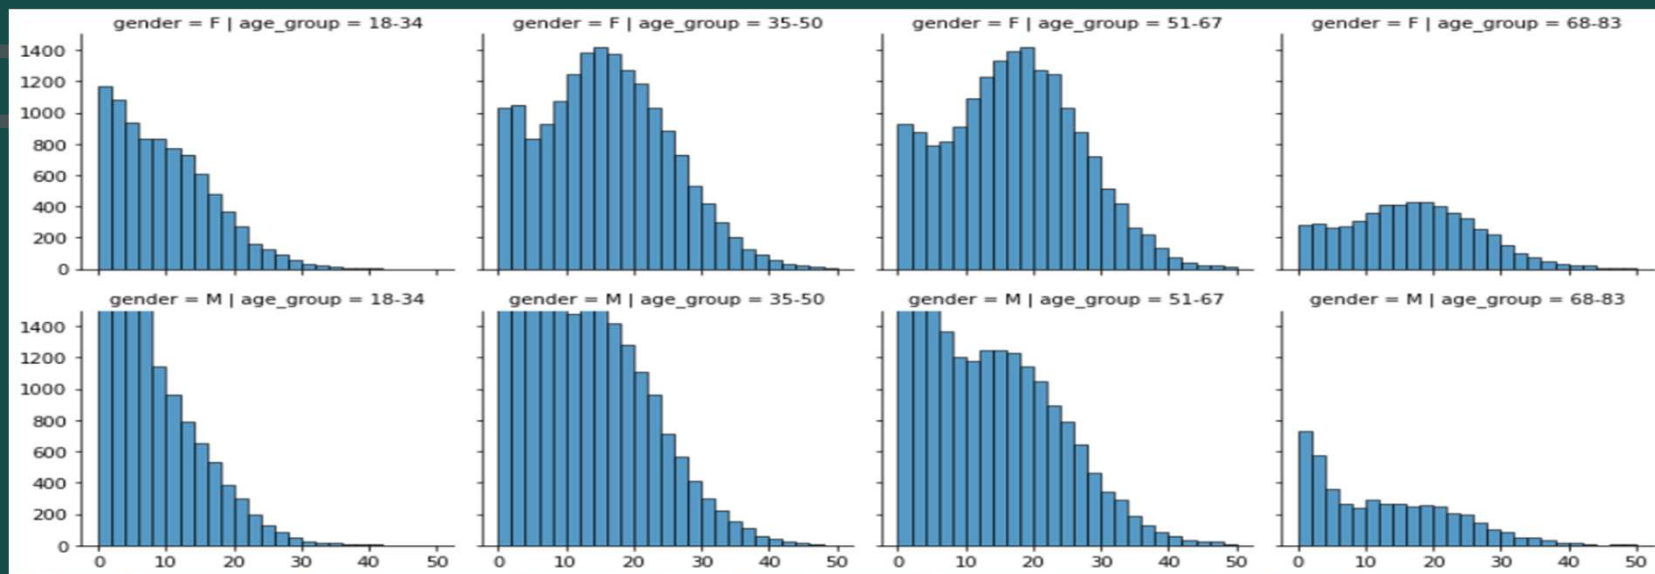 gender = F | age_group = 18-34
gender = F | age_group = 35-50
gender = F | age_group = 51-67
gender = F | age_group = 68-83
1400
1200
1000
800
600
400
200
0
gender = M | age_group = 18-34
gender = M | age_group = 35-50
gender = M | age_group = 51-67
gender = M | age_group = 68-83
1400
1200
1000
800
600
400
200
0
0 10 20 30 40 50
0 10 20 30 40 50
0 10 20 30 40 50
0 10 20 30 40 50